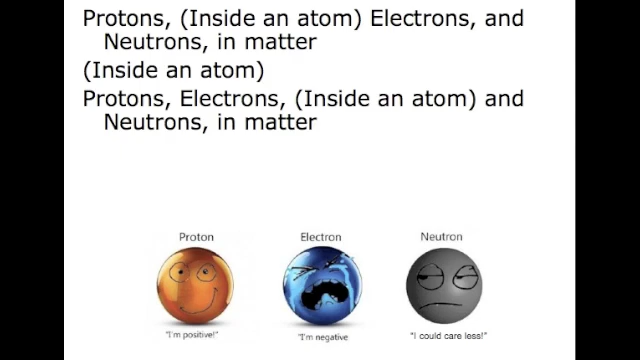 Protons, (Inside an atom) Electrons, and
Neutrons, in matter
(Inside an atom)
Protons, Electrons, (Inside an atom) and
Neutrons, in matter
Proton Electron Neutron
"I'm positive!" "I'm negative "I could care less!"